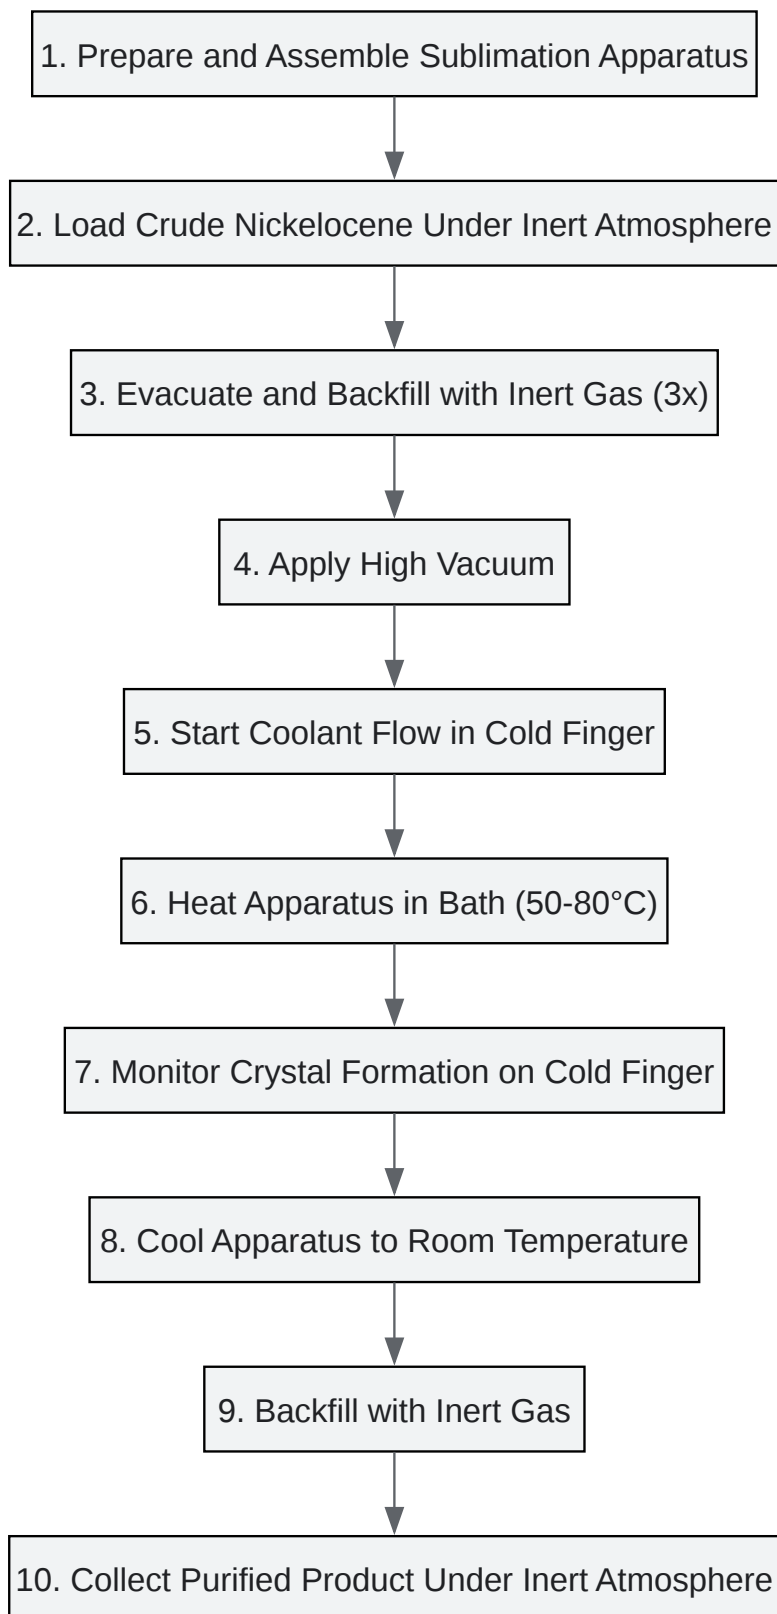 1. Prepare and Assemble Sublimation Apparatus
2. Load Crude Nickelocene Under Inert Atmosphere
3. Evacuate and Backfill with Inert Gas (3x)
4. Apply High Vacuum
5. Start Coolant Flow in Cold Finger
6. Heat Apparatus in Bath (50-80°C)
7. Monitor Crystal Formation on Cold Finger
8. Cool Apparatus to Room Temperature
9. Backfill with Inert Gas
10. Collect Purified Product Under Inert Atmosphere